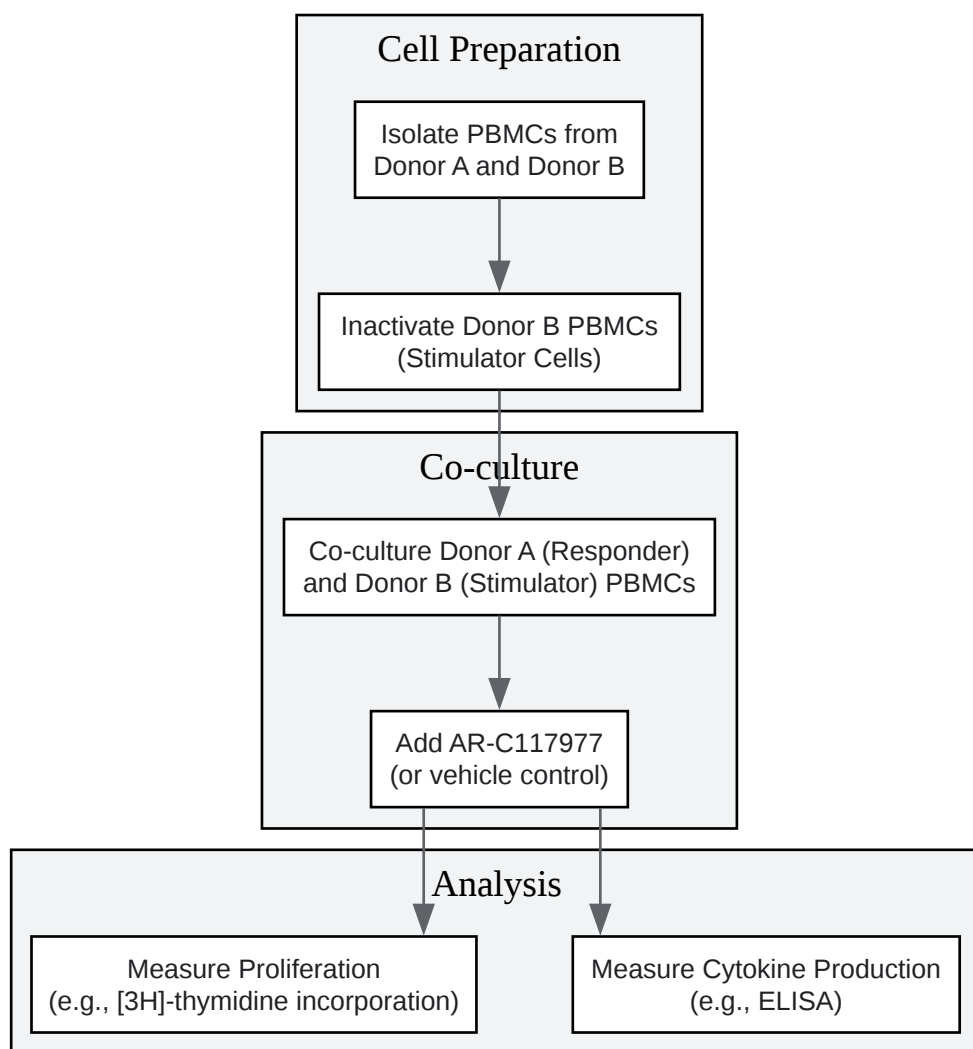 Cell Preparation
Isolate PBMCs from
Donor A and Donor B
Inactivate Donor B PBMCs
(Stimulator Cells)
Co-culture
Co-culture Donor A (Responder)
and Donor B (Stimulator) PBMCs
Add AR-C117977
(or vehicle control)
Analysis
Measure Proliferation
(e.g., [3H]-thymidine incorporation)
Measure Cytokine Production
(e.g., ELISA)